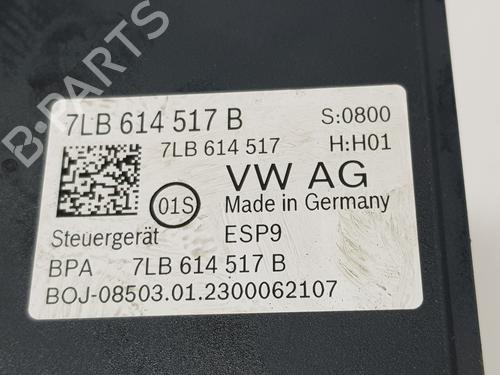 7LB 614 517 B S:0800
7LB 614 517 H:H01
01S VW AG
Made in Germany
Steuergerät ESP9
BPA 7LB 614 517 B
BOJ-08503.01.2300062107
B-PARTS